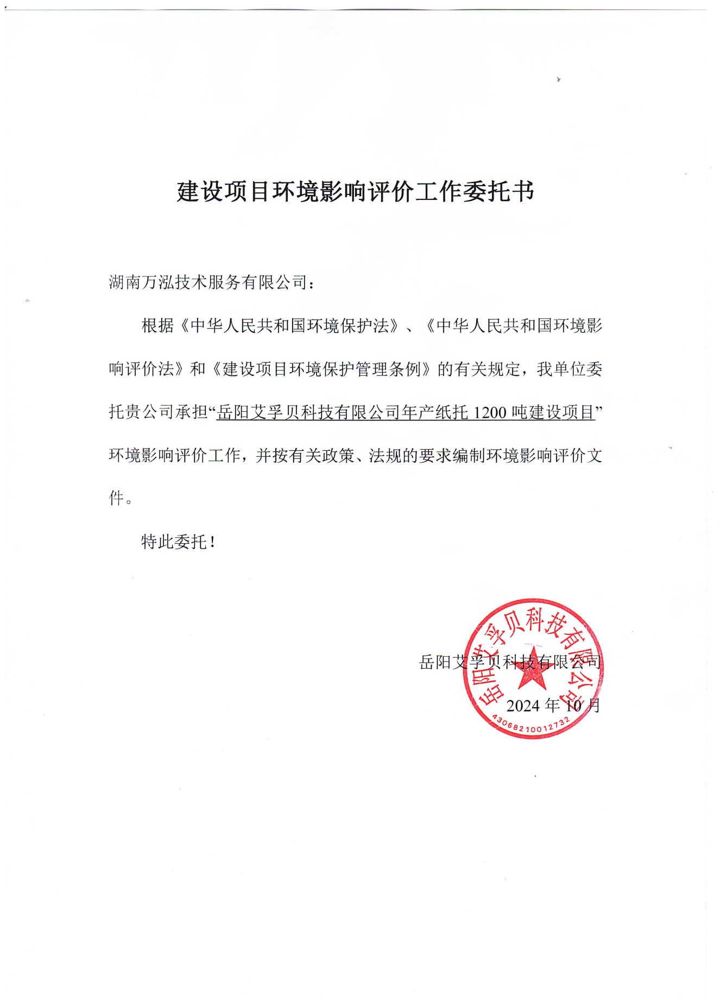 建设项目环境影响评价工作委托书
湖南万泓技术服务有限公司：
根据《中华人民共和国环境保护法》、《中华人民共和国环境影
响评价法》和《建设项目环境保护管理条例》的有关规定，我单位委
托贵公司承担“岳阳艾孚贝科技有限公司年产纸托 1200 吨建设项目”
环境影响评价工作，并按有关政策、法规的要求编制环境影响评价文
件。
特此委托！
岳阳艾孚贝科技有限公司
2024 年 10 月
岳阳艾孚贝科技有限公司
43068210012732